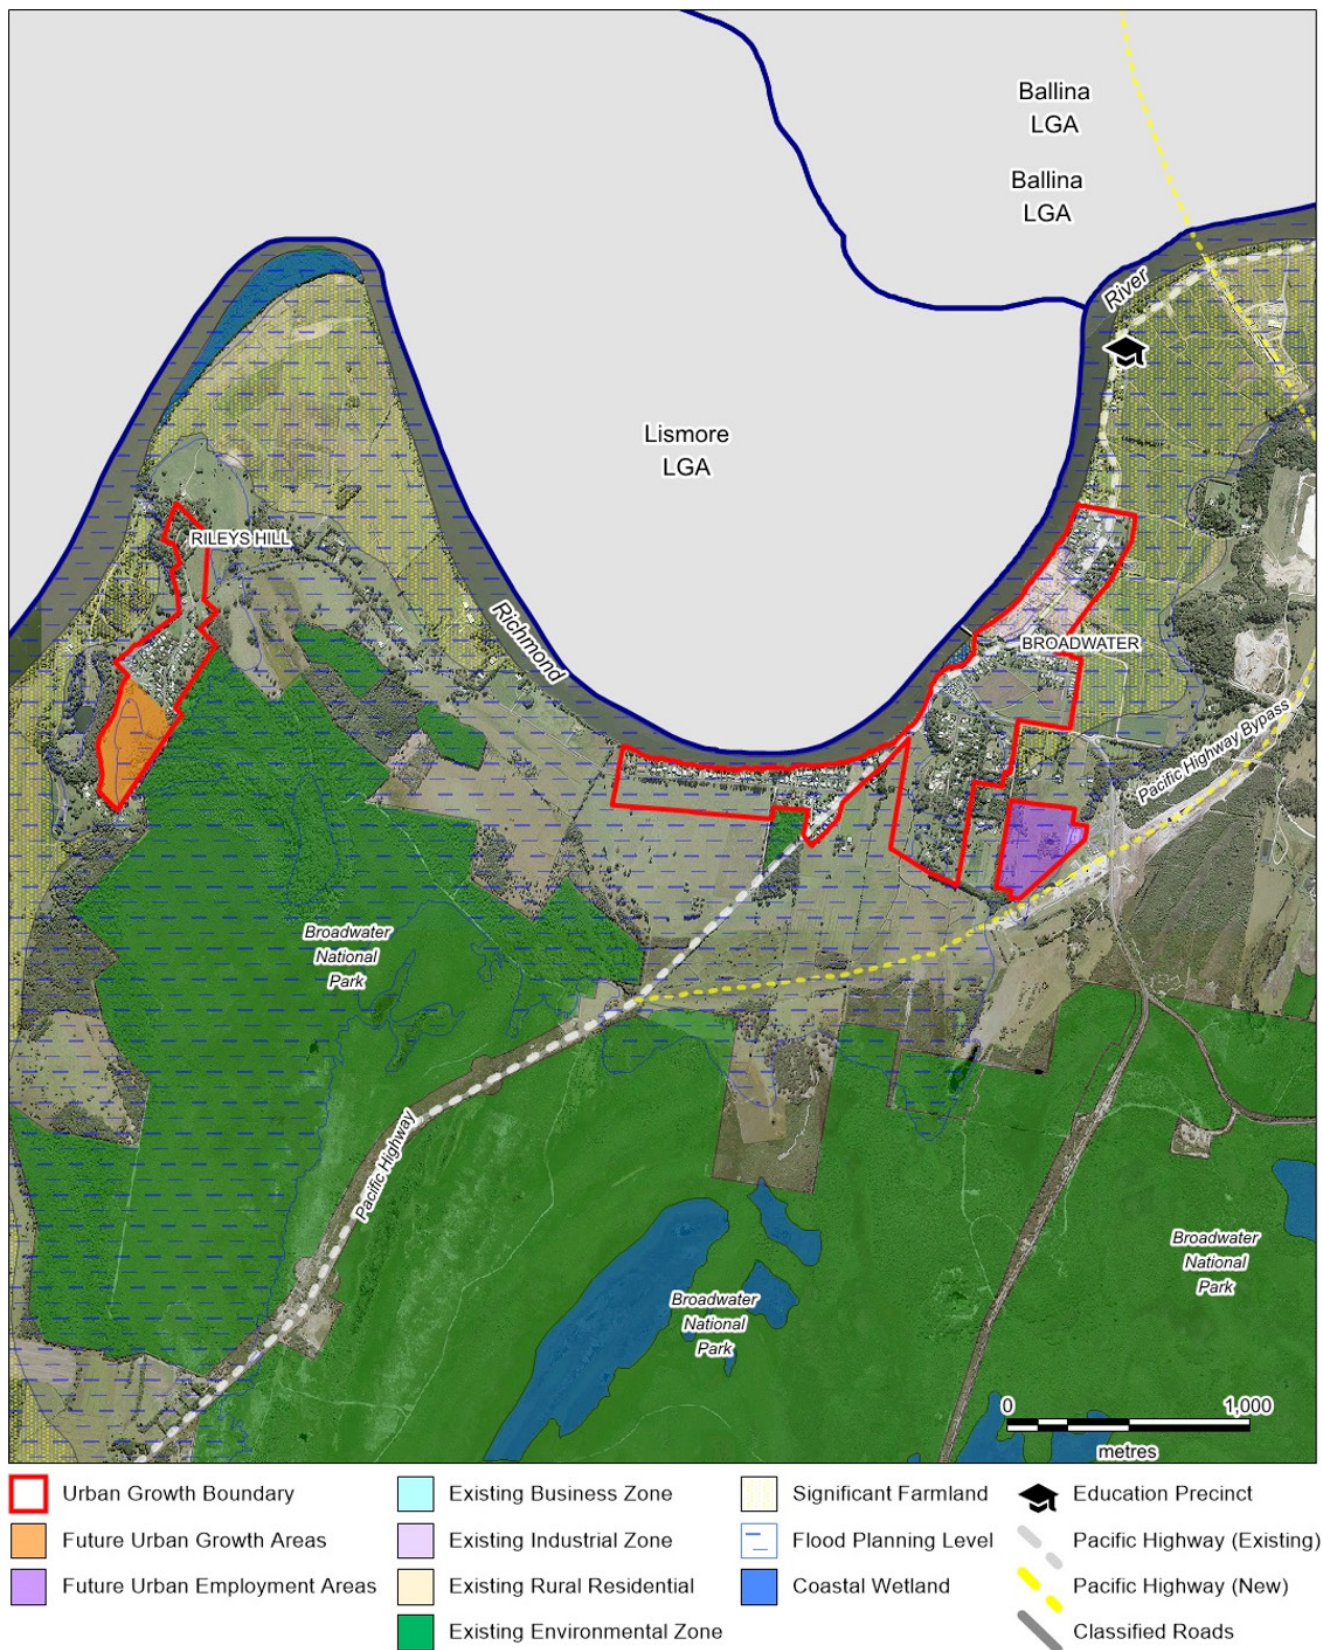 Ballina
LGA
Ballina
LGA
River
Lismore
LGA
RILEYS HILL
Richmond
BROADWATER
Pacific Highway Bypass
Broadwater
National
Park
Pacific Highway
Broadwater
National
Park
Broadwater
National
Park
0 1,000
metres
Urban Growth Boundary
Future Urban Growth Areas
Future Urban Employment Areas
Existing Business Zone
Existing Industrial Zone
Existing Rural Residential
Existing Environmental Zone
Significant Farmland
Flood Planning Level
Coastal Wetland
Education Precinct
Pacific Highway (Existing)
Pacific Highway (New)
Classified Roads